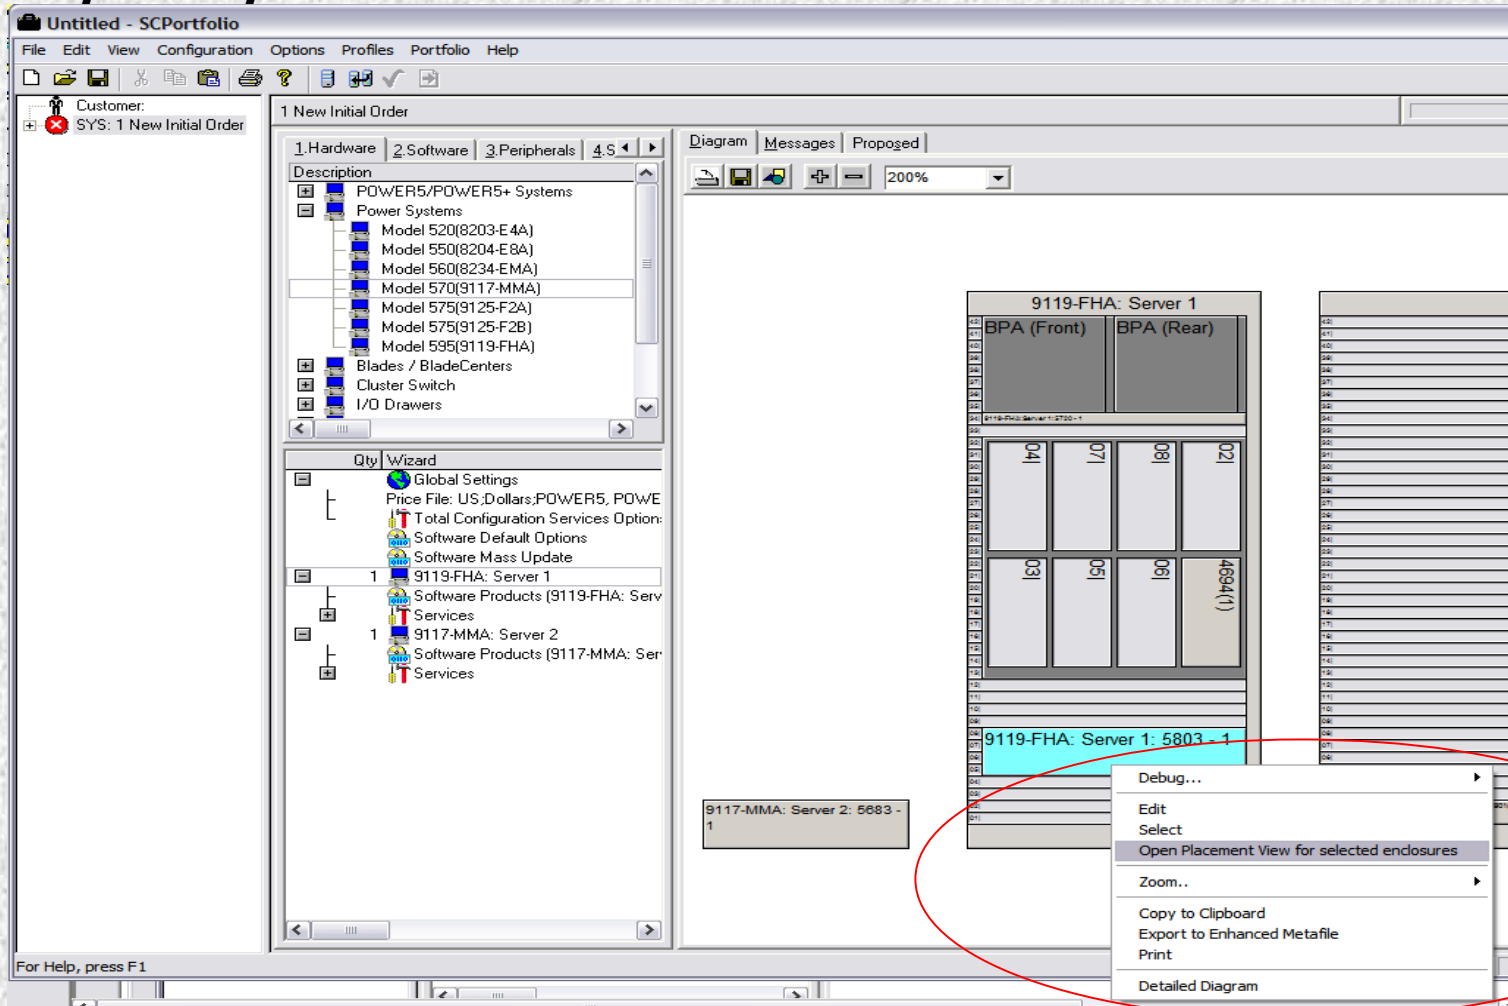 Untitled - SCPortfolio
File Edit View Configuration Options Profiles Portfolio Help
Customer:
SYS: 1 New Initial Order
1 New Initial Order
1.Hardware 2.Software 3.Peripherals 4.S
Description
POWER5/POWER5+ Systems
Power Systems
Model 520(8203-E4A)
Model 550(8204-E8A)
Model 560(8234-EMA)
Model 570(9117-MMA)
Model 575(9125-F2A)
Model 575(9125-F2B)
Model 595(9119-FHA)
Blades / BladeCenters
Cluster Switch
I/O Drawers
Qty Wizard
Global Settings
Price File: US;Dollars;POWER5, POWE
Total Configuration Services Option:
Software Default Options
Software Mass Update
1 9119-FHA: Server 1
Software Products (9119-FHA: Serv
Services
1 9117-MMA: Server 2
Software Products (9117-MMA: Ser
Services
Diagram Messages Proposed
200%
9119-FHA: Server 1
BPA (Front) BPA (Rear)
9119-FHA: Server 1: 5720 - 1
04| 07| 08| 02|
03| 05| 06| 4694(1)
9119-FHA: Server 1: 5803 - 1
9117-MMA: Server 2: 5683 -
1
Debug...
Edit
Select
Open Placement View for selected enclosures
Zoom..
Copy to Clipboard
Export to Enhanced Metafile
Print
Detailed Diagram
For Help, press F1